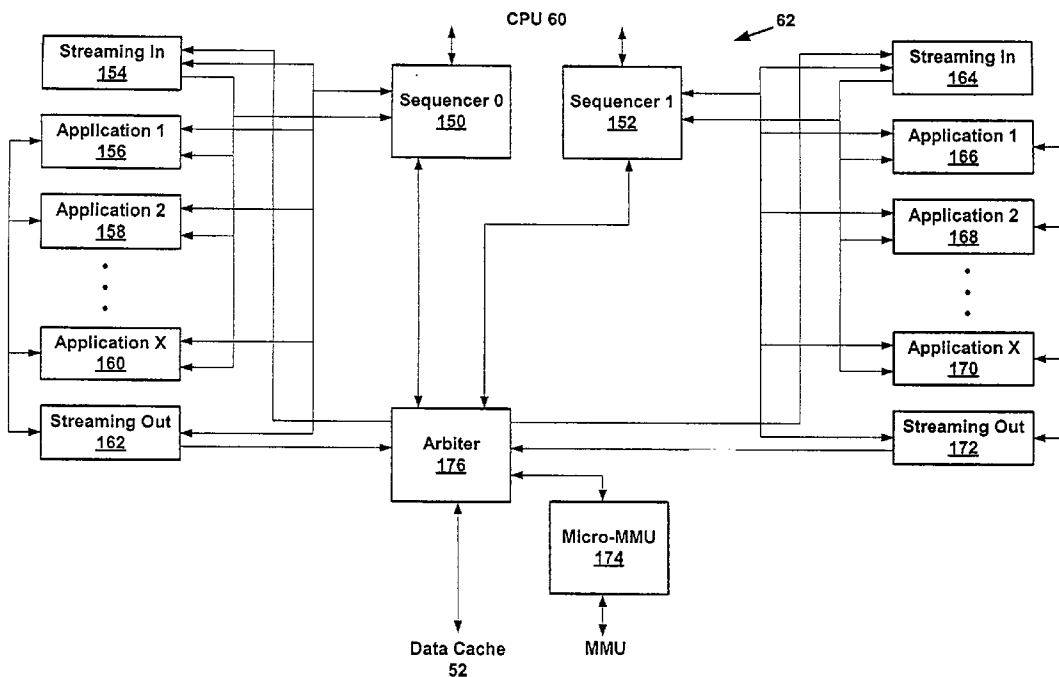 CPU 60
62
Streaming In
154
Sequencer 0
150
Sequencer 1
152
Streaming In
164
Application 1
156
Application 1
166
Application 2
158
Application 2
168
Application X
160
Application X
170
Streaming Out
162
Arbiter
176
Streaming Out
172
Micro-MMU
174
Data Cache
52
MMU